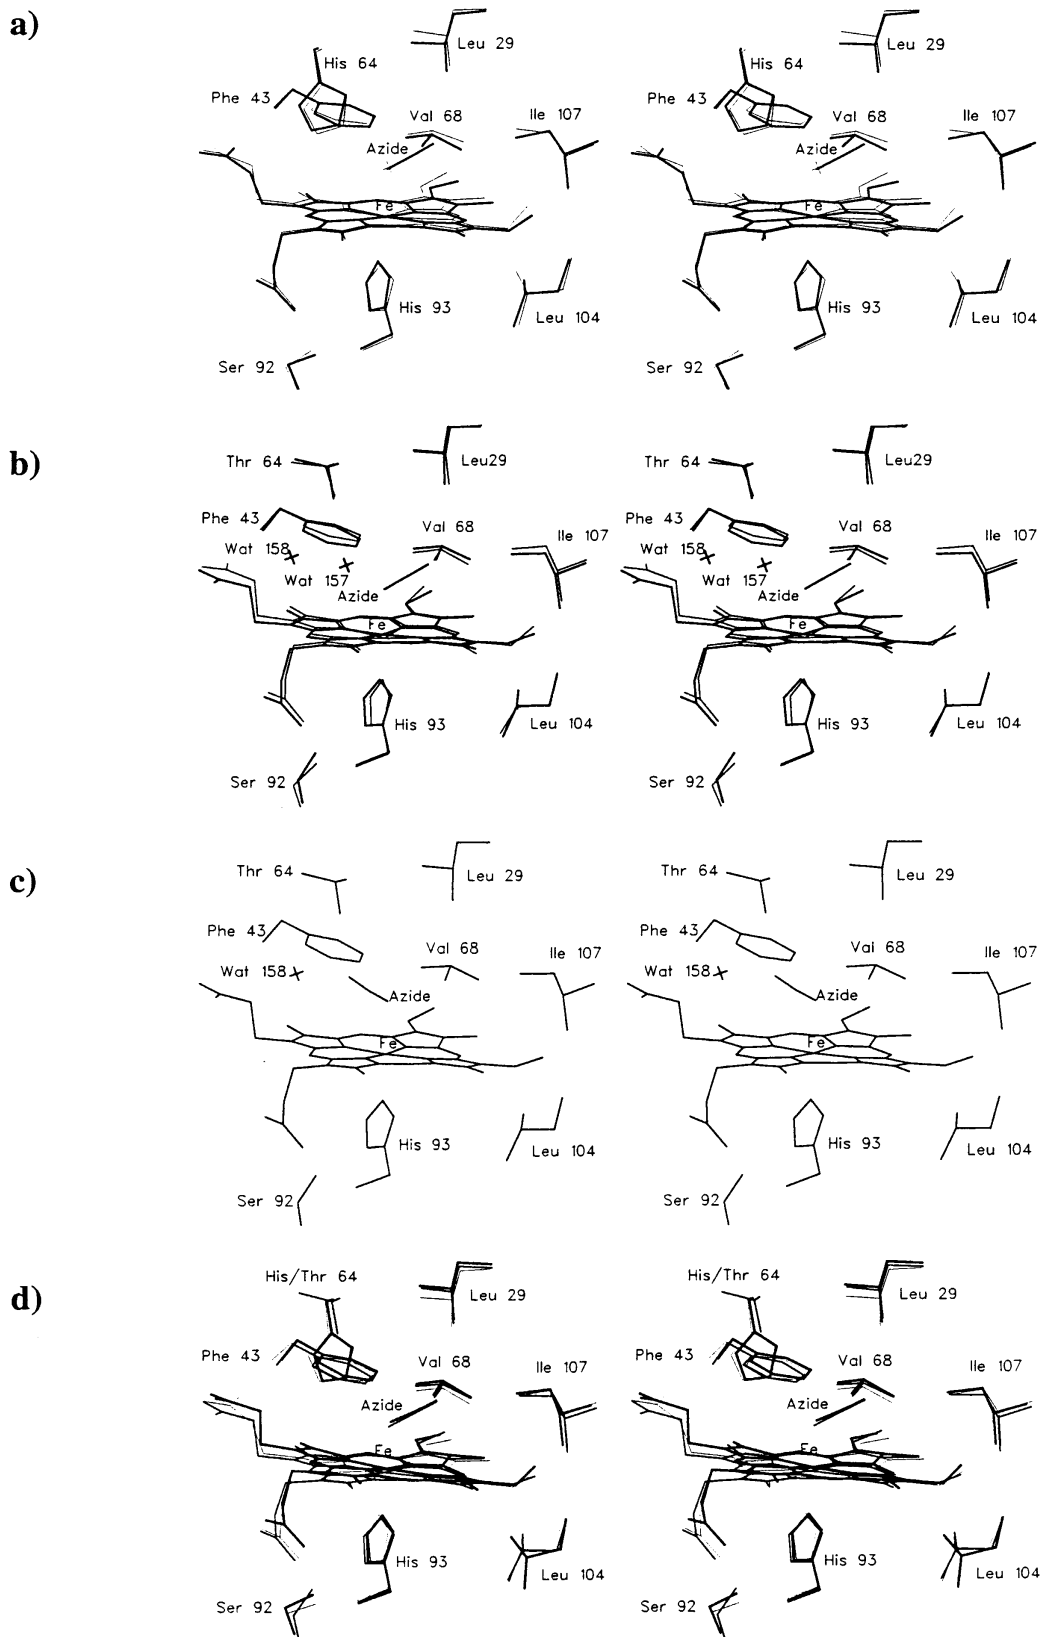 a)
Leu 29
Leu 29
His 64
His 64
Phe 43
Phe 43
Val 68
Ile 107
Val 68
Ile 107
Azide
Azide
Fe
Fe
His 93
His 93
Leu 104
Leu 104
Ser 92
Ser 92
b)
Thr 64
Leu29
Thr 64
Leu29
Phe 43
Val 68
Ile 107
Phe 43
Val 68
Ile 107
Wat 158
Wat 158
Wat 157
Wat 157
Azide
Azide
Fe
Fe
His 93
Leu 104
His 93
Leu 104
Ser 92
Ser 92
c)
Thr 64
Leu 29
Thr 64
Leu 29
Phe 43
Val 68
Ile 107
Phe 43
Val 68
Ile 107
Wat 158
Wat 158
Azide
Azide
Fe
Fe
His 93
Leu 104
His 93
Leu 104
Ser 92
Ser 92
d)
His/Thr 64
Leu 29
His/Thr 64
Leu 29
Phe 43
Val 68
Ile 107
Phe 43
Val 68
Ile 107
Azide
Azide
Fe
Fe
His 93
Leu 104
His 93
Leu 104
Ser 92
Ser 92